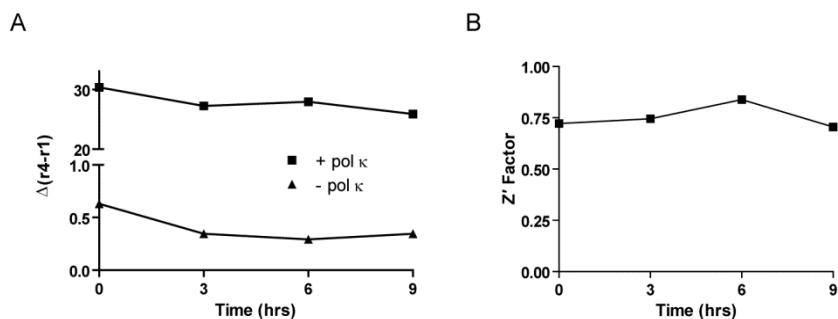 A
B
Δ(r4-r1)
30
20
1.0
0.5
0.0
+ pol κ
- pol κ
0
3
6
9
Time (hrs)
Z' Factor
1.00
0.75
0.50
0.25
0.00
0
3
6
9
Time (hrs)